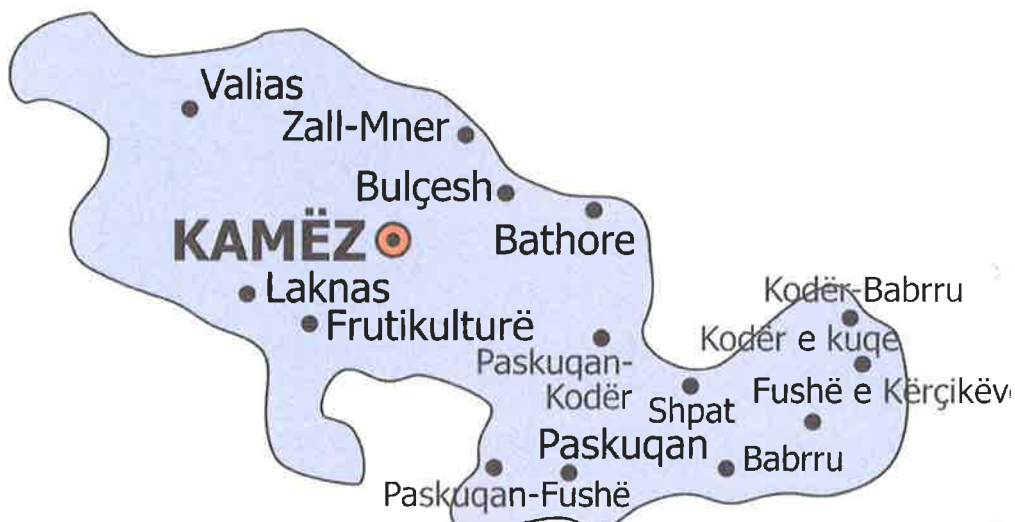 Valias
Zall-Mner
Bulçesh
Bathore
KAMËZ
Laknas
Frutikulturë
Kodër-Babrru
Kodër e kuqe
Paskuqan-
Kodër
Fushë e Kërçikëv
Shpat
Paskuqan
Babrru
Paskuqan-Fushë